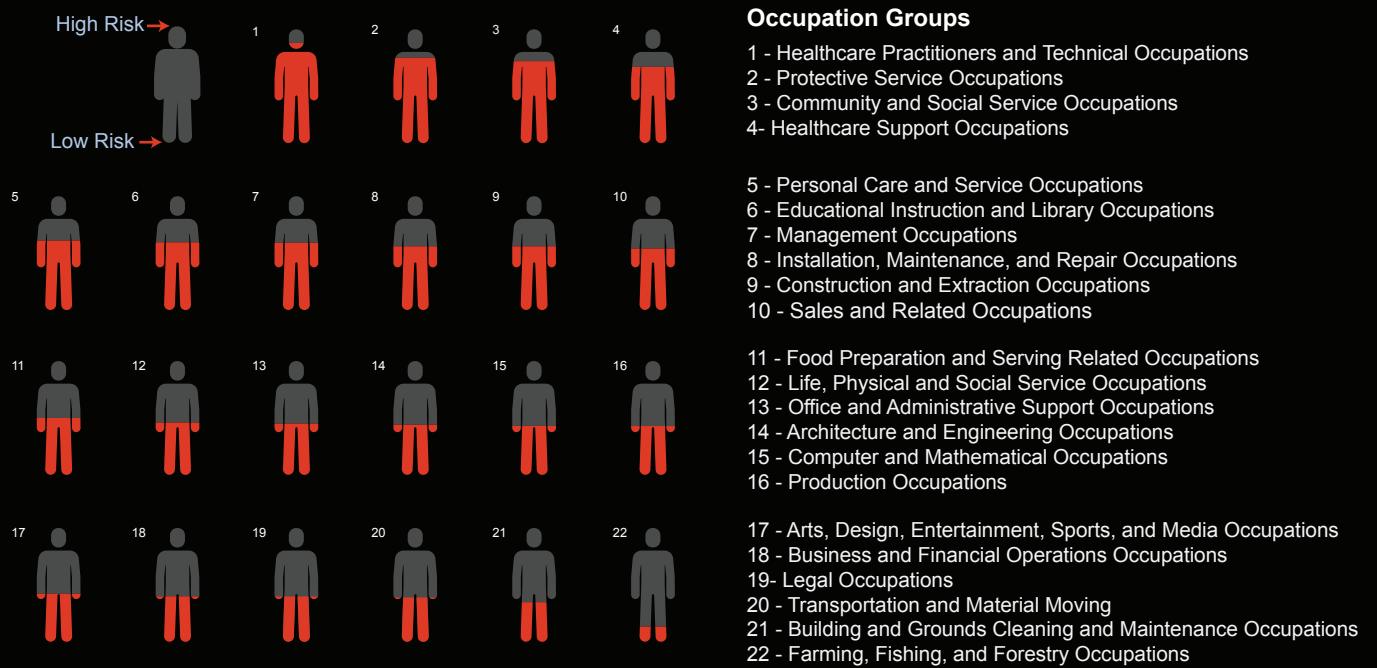 High Risk
Low Risk
1
2
3
4
5
6
7
8
9
10
11
12
13
14
15
16
17
18
19
20
21
22
Occupation Groups
1 - Healthcare Practitioners and Technical Occupations
2 - Protective Service Occupations
3 - Community and Social Service Occupations
4- Healthcare Support Occupations
5 - Personal Care and Service Occupations
6 - Educational Instruction and Library Occupations
7 - Management Occupations
8 - Installation, Maintenance, and Repair Occupations
9 - Construction and Extraction Occupations
10 - Sales and Related Occupations
11 - Food Preparation and Serving Related Occupations
12 - Life, Physical and Social Service Occupations
13 - Office and Administrative Support Occupations
14 - Architecture and Engineering Occupations
15 - Computer and Mathematical Occupations
16 - Production Occupations
17 - Arts, Design, Entertainment, Sports, and Media Occupations
18 - Business and Financial Operations Occupations
19- Legal Occupations
20 - Transportation and Material Moving
21 - Building and Grounds Cleaning and Maintenance Occupations
22 - Farming, Fishing, and Forestry Occupations